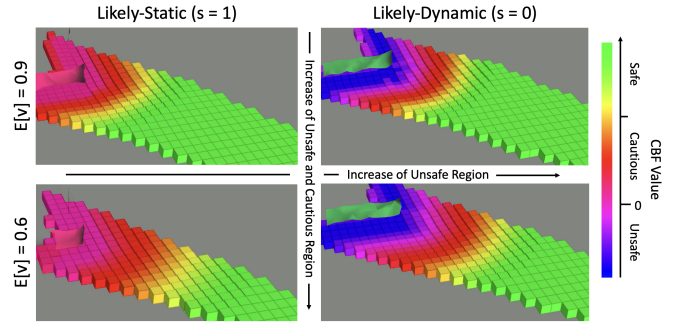 Likely-Static (s = 1)
Likely-Dynamic (s = 0)
E[v] = 0.9
E[v] = 0.6
Increase of Unsafe and Cautious Region
Increase of Unsafe Region
Safe
Cautious
0
Unsafe
CBF Value